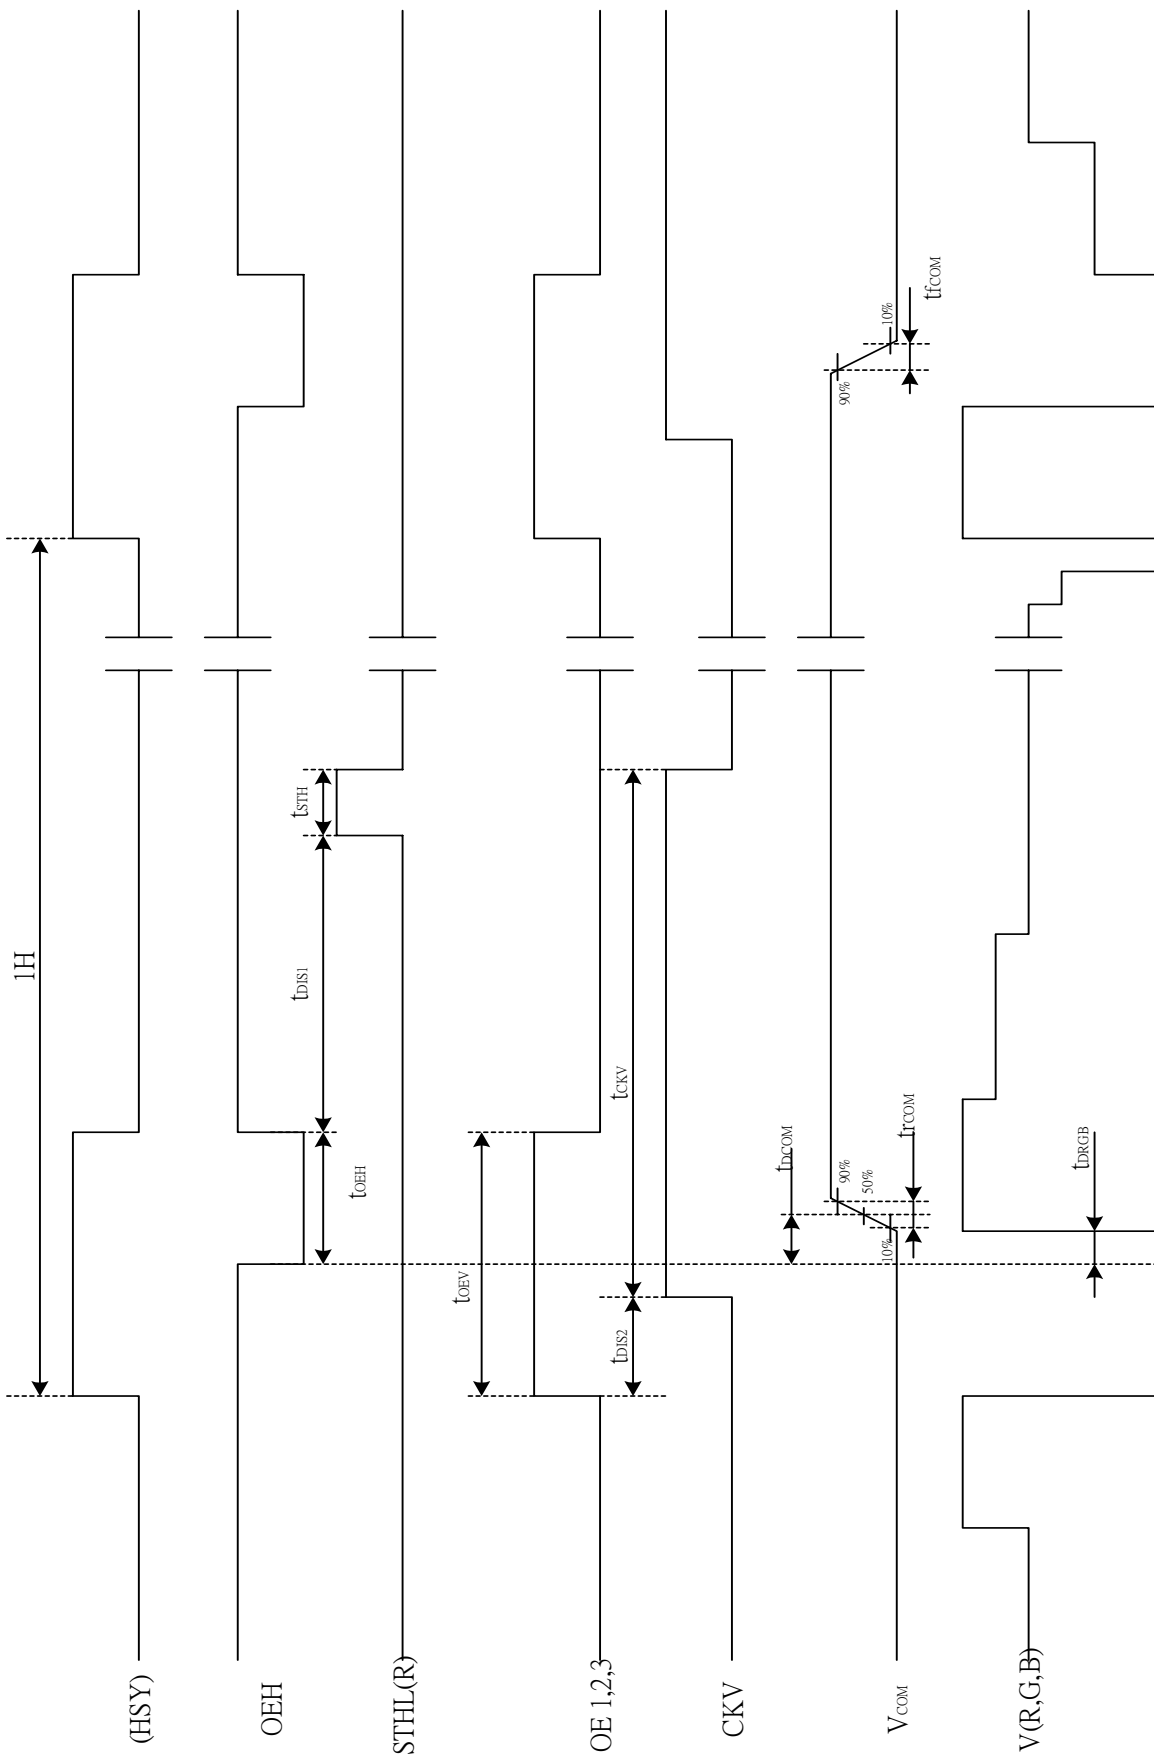 1H
(HSY)
OEH
tOEH
tDIS1
tSTH
STHL(R)
tOEV
OE 1,2,3
tDIS2
tCKV
CKV
tDCOM
90%
50%
10%
trCOM
90%
10%
tfCOM
VCOM
tDRGB
V(R,G,B)